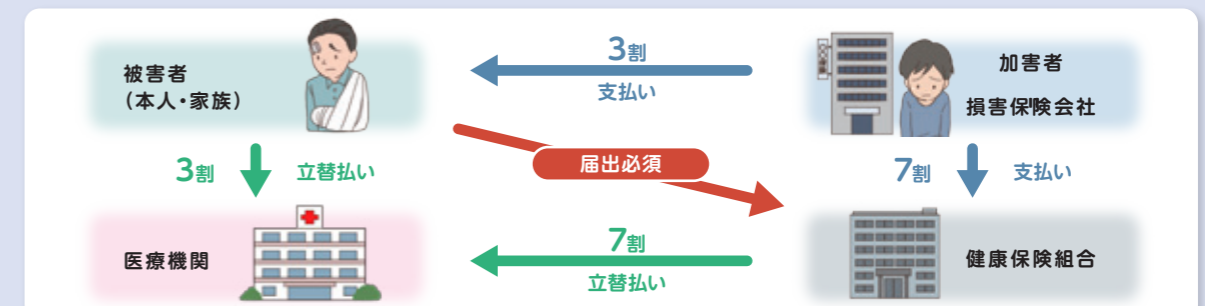 被害者
(本人・家族)
3割
支払い
加害者
損害保険会社
3割
立替払い
届出必須
7割
支払い
医療機関
7割
立替払い
健康保険組合